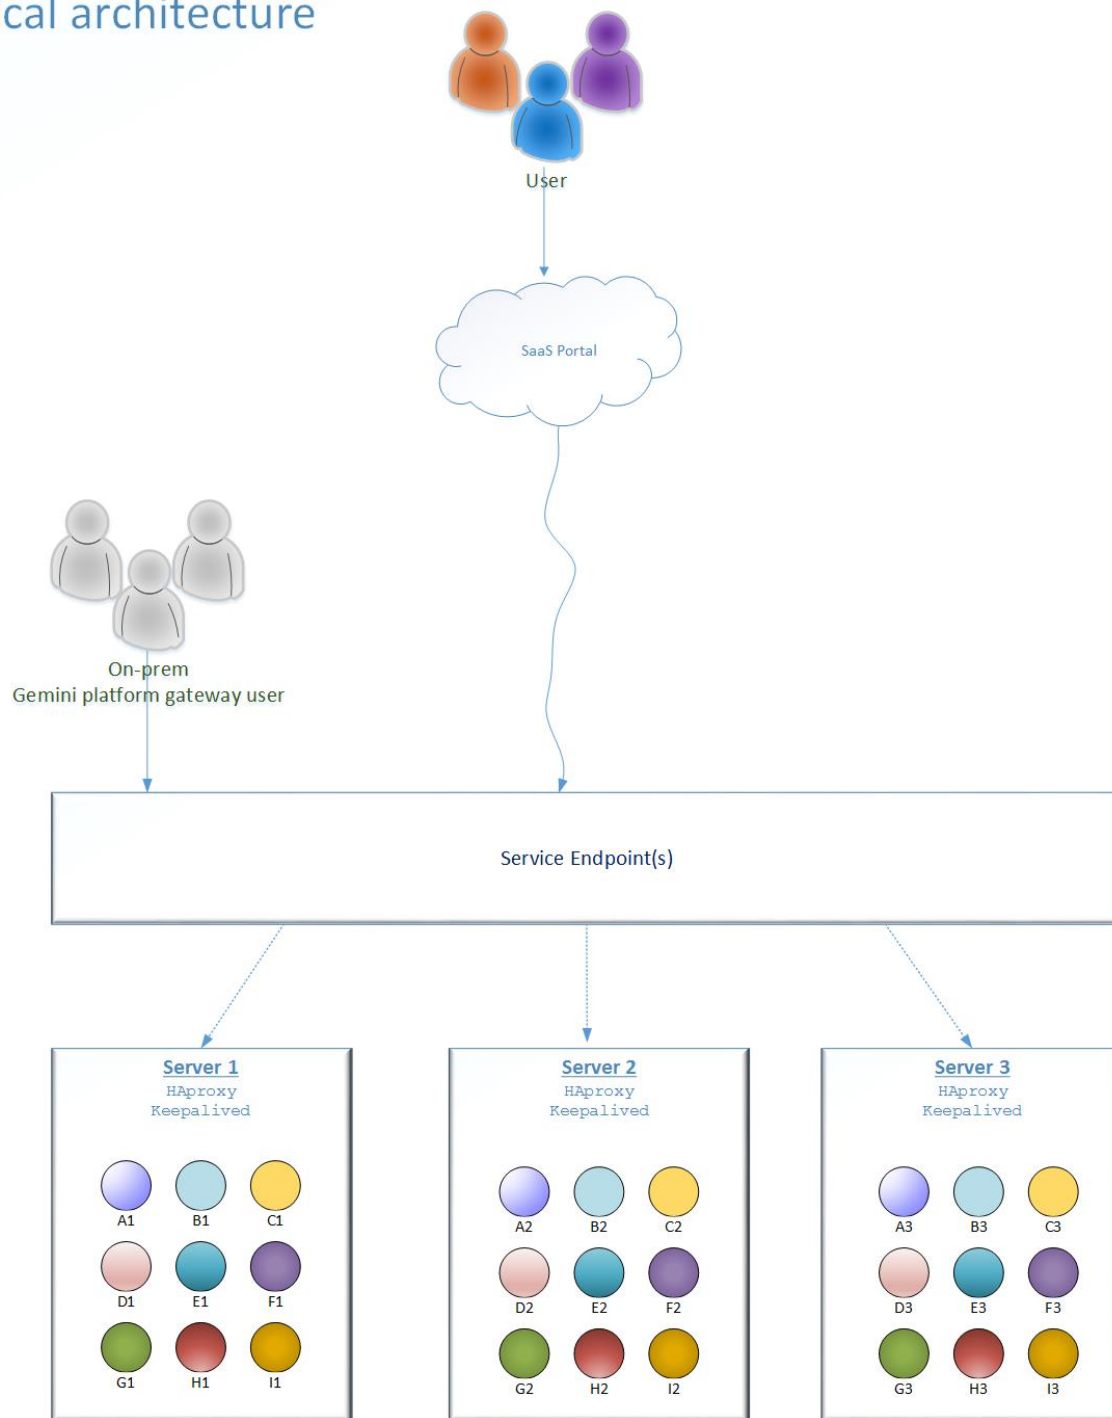 cal architecture
User
SaaS Portal
On-prem
Gemini platform gateway user
Service Endpoint(s)
Server 1
HAproxy
Keepalived
A1 B1 C1
D1 E1 F1
G1 H1 I1
Server 2
HAproxy
Keepalived
A2 B2 C2
D2 E2 F2
G2 H2 I2
Server 3
HAproxy
Keepalived
A3 B3 C3
D3 E3 F3
G3 H3 I3